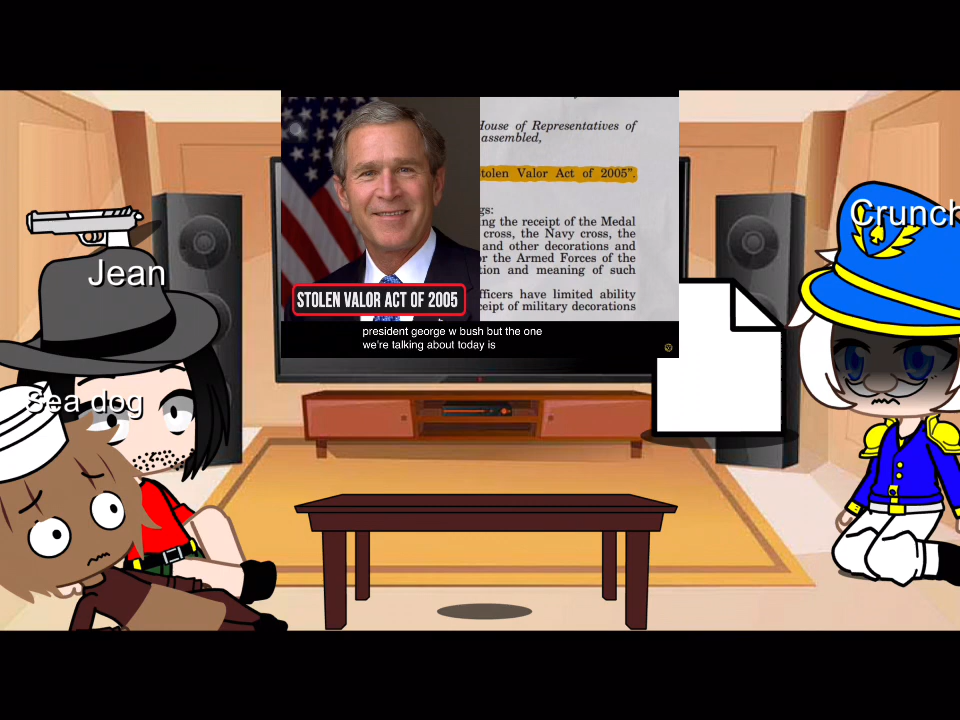 House of Representatives of
assembled,
Stolen Valor Act of 2005".
gs:
ng the receipt of the Medal
cross, the Navy cross, the
and other decorations and
or the Armed Forces of the
tion and meaning of such
fficers have limited ability
ceipt of military decorations
STOLEN VALOR ACT OF 2005
president george w bush but the one
we're talking about today is
Crunch
Jean
Sea dog